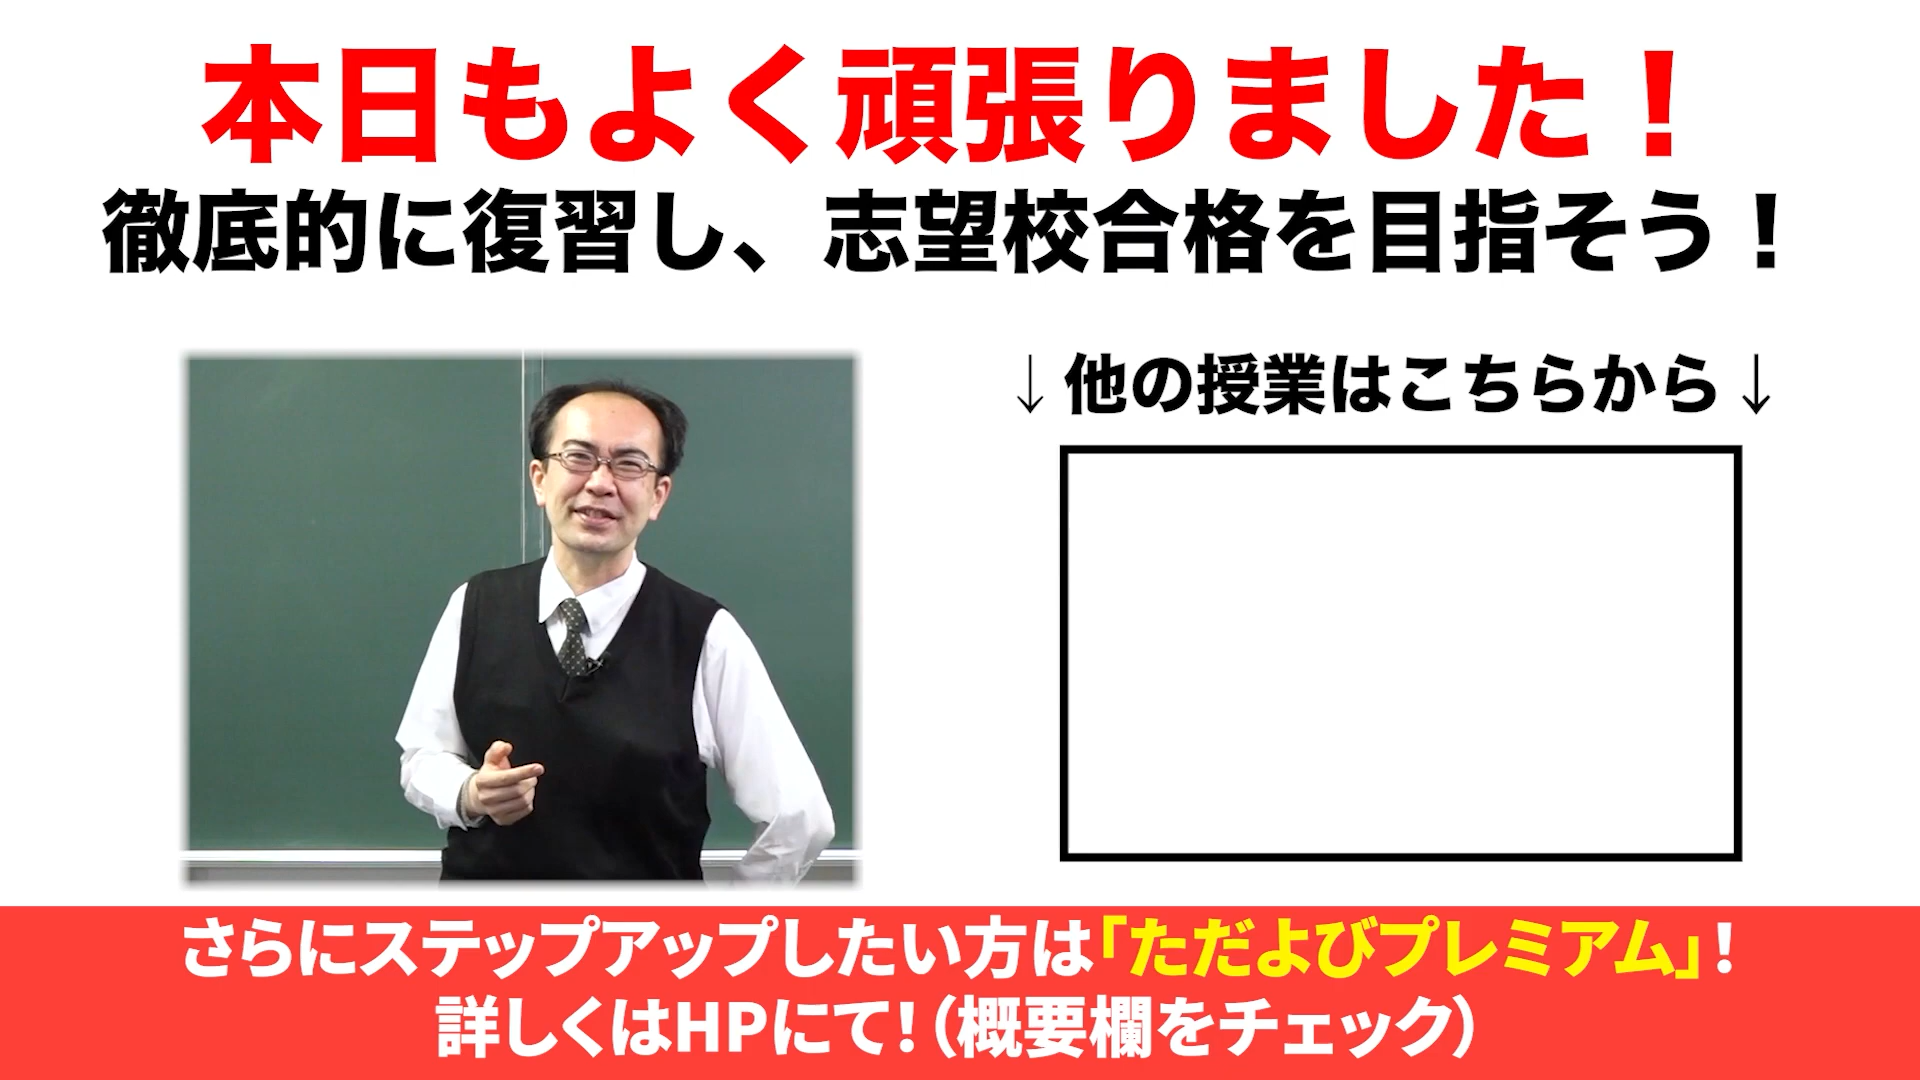 本日もよく頑張りました！
徹底的に復習し、志望校合格を目指そう！
↓他の授業はこちらから↓
さらにステップアップしたい方は「ただよびプレミアム」！
詳しくはHPにて！（概要欄をチェック）